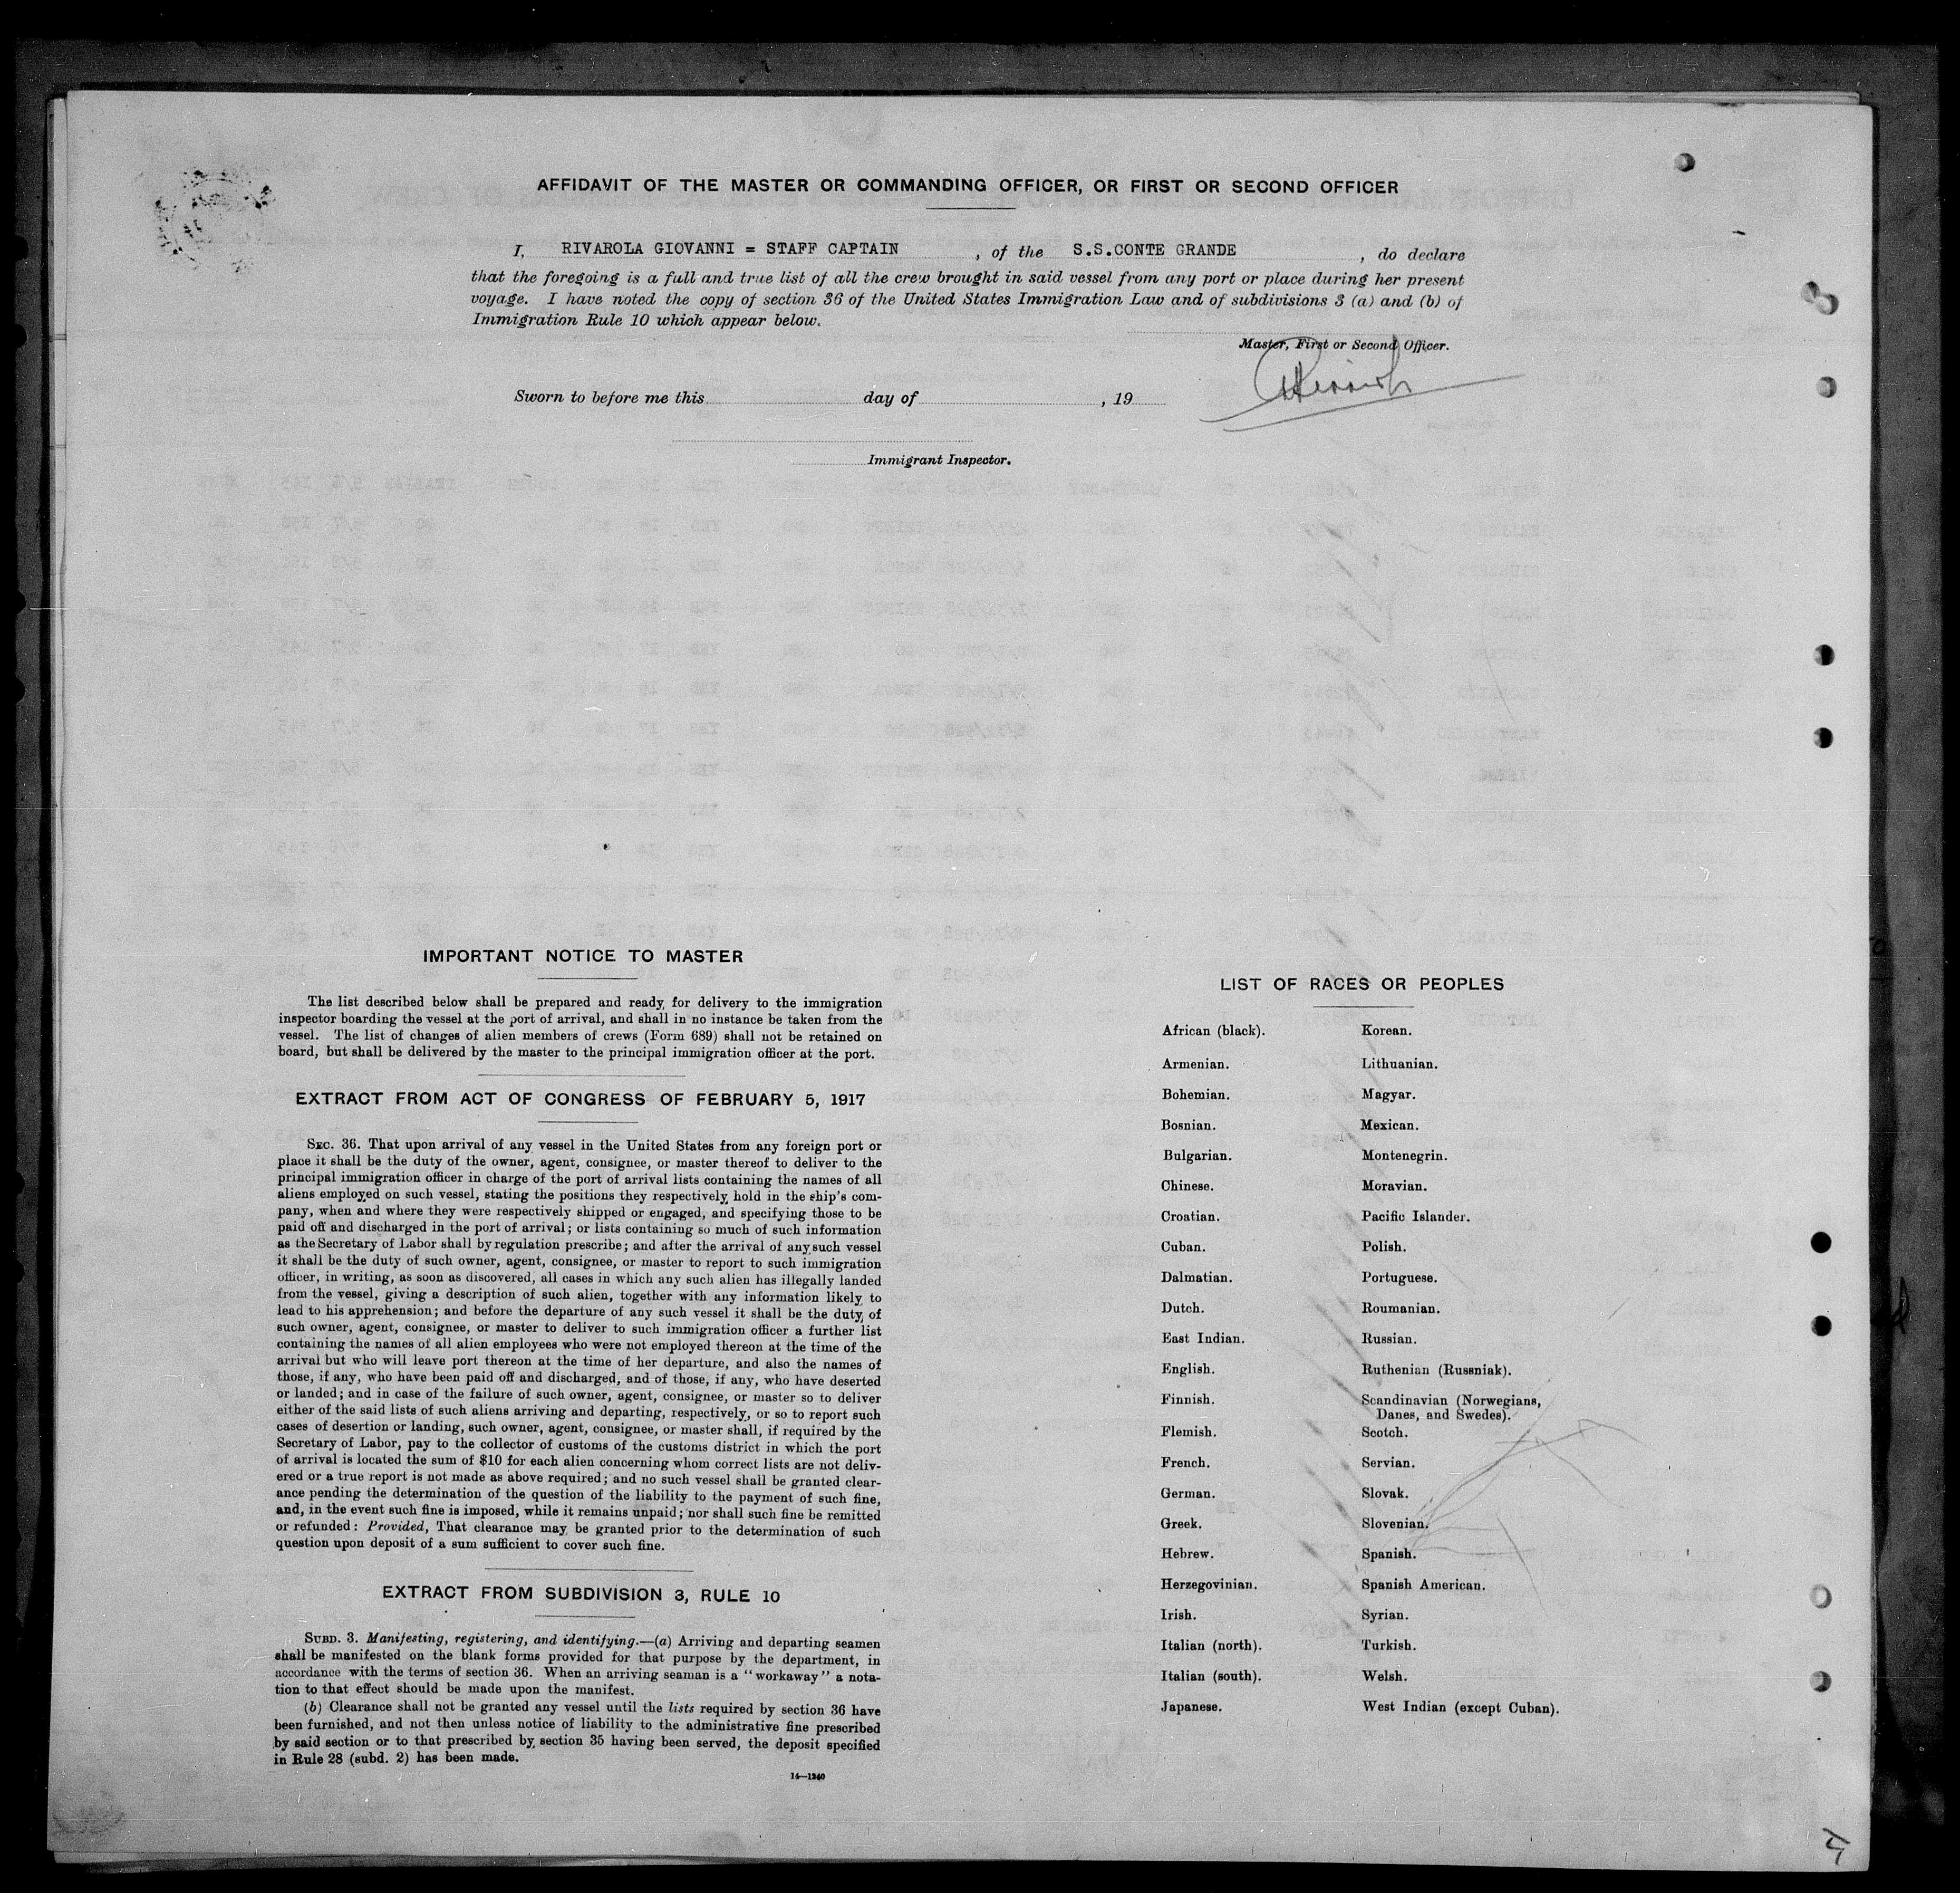 AFFIDAVIT OF THE MASTER OR COMMANDING OFFICER, OR FIRST OR SECOND OFFICER
I, RIVAROLA GIOVANNI = STAFF CAPTAIN, of the S.S.CONTE GRANDE, do declare
that the foregoing is a full and true list of all the crew brought in said vessel from any port or place during her present
voyage. I have noted the copy of section 36 of the United States Immigration Law and of subdivisions 3 (a) and (b) of
Immigration Rule 10 which appear below.
Master, First or Second Officer.
Sworn to before me this day of , 19
Immigrant Inspector.
IMPORTANT NOTICE TO MASTER
The list described below shall be prepared and ready for delivery to the immigration
inspector boarding the vessel at the port of arrival, and shall in no instance be taken from the
vessel. The list of changes of alien members of crews (Form 689) shall not be retained on
board, but shall be delivered by the master to the principal immigration officer at the port.
EXTRACT FROM ACT OF CONGRESS OF FEBRUARY 5, 1917
SEC. 36. That upon arrival of any vessel in the United States from any foreign port or
place it shall be the duty of the owner, agent, consignee, or master thereof to deliver to the
principal immigration officer in charge of the port of arrival lists containing the names of all
aliens employed on such vessel, stating the positions they respectively hold in the ship's com-
pany, when and where they were respectively shipped or engaged, and specifying those to be
paid off and discharged in the port of arrival; or lists containing so much of such information
as the Secretary of Labor shall by regulation prescribe; and after the arrival of any such vessel
it shall be the duty of such owner, agent, consignee, or master to report to such immigration
officer, in writing, as soon as discovered, all cases in which any such alien has illegally landed
from the vessel, giving a description of such alien, together with any information likely to
lead to his apprehension; and before the departure of any such vessel it shall be the duty of
such owner, agent, consignee, or master to deliver to such immigration officer a further list
containing the names of all alien employees who were not employed thereon at the time of the
arrival but who will leave port thereon at the time of her departure, and also the names of
those, if any, who have been paid off and discharged, and of those, if any, who have deserted
or landed; and in case of the failure of such owner, agent, consignee, or master so to deliver
either of the said lists of such aliens arriving and departing, respectively, or so to report such
cases of desertion or landing, such owner, agent, consignee, or master shall, if required by the
Secretary of Labor, pay to the collector of customs of the customs district in which the port
of arrival is located the sum of $10 for each alien concerning whom correct lists are not deliv-
ered or a true report is not made as above required; and no such vessel shall be granted clear-
ance pending the determination of the question of the liability to the payment of such fine,
and, in the event such fine is imposed, while it remains unpaid; nor shall such fine be remitted
or refunded: Provided, That clearance may be granted prior to the determination of such
question upon deposit of a sum sufficient to cover such fine.
EXTRACT FROM SUBDIVISION 3, RULE 10
SUBD. 3. Manifesting, registering, and identifying.—(a) Arriving and departing seamen
shall be manifested on the blank forms provided for that purpose by the department, in
accordance with the terms of section 36. When an arriving seaman is a "workaway" a nota-
tion to that effect should be made upon the manifest.
(b) Clearance shall not be granted any vessel until the lists required by section 36 have
been furnished, and not then unless notice of liability to the administrative fine prescribed
by said section or to that prescribed by section 35 having been served, the deposit specified
in Rule 28 (subd. 2) has been made.
14—1240
LIST OF RACES OR PEOPLES
African (black).
Armenian.
Bohemian.
Bosnian.
Bulgarian.
Chinese.
Croatian.
Cuban.
Dalmatian.
Dutch.
East Indian.
English.
Finnish.
Flemish.
French.
German.
Greek.
Hebrew.
Herzegovinian.
Irish.
Italian (north).
Italian (south).
Japanese.
Korean.
Lithuanian.
Magyar.
Mexican.
Montenegrin.
Moravian.
Pacific Islander.
Polish.
Portuguese.
Roumanian.
Russian.
Ruthenian (Russniak).
Scandinavian (Norwegians,
Danes, and Swedes).
Scotch.
Servian.
Slovak.
Slovenian.
Spanish.
Spanish American.
Syrian.
Turkish.
Welsh.
West Indian (except Cuban).